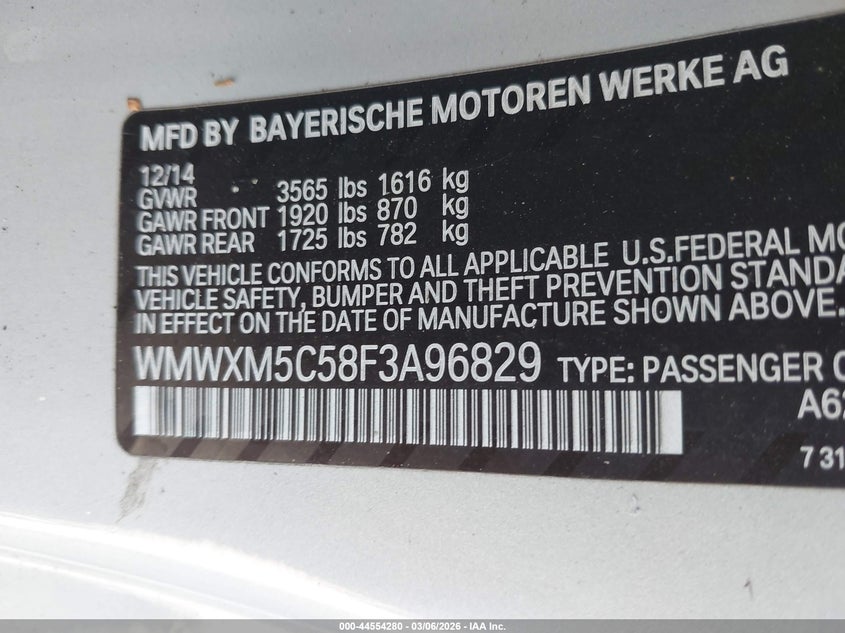 MFD BY BAYERISCHE MOTOREN WERKE AG
12/14
GVWR 3565 lbs 1616 kg
GAWR FRONT 1920 lbs 870 kg
GAWR REAR 1725 lbs 782 kg
THIS VEHICLE CONFORMS TO ALL APPLICABLE U.S.FEDERAL MO
VEHICLE SAFETY, BUMPER AND THEFT PREVENTION STANDA
IN EFFECT ON THE DATE OF MANUFACTURE SHOWN ABOVE.
WMWXM5C58F3A96829 TYPE: PASSENGER C
A62
7 31
000-44554280 | 03/06/2026 | IAA Inc.